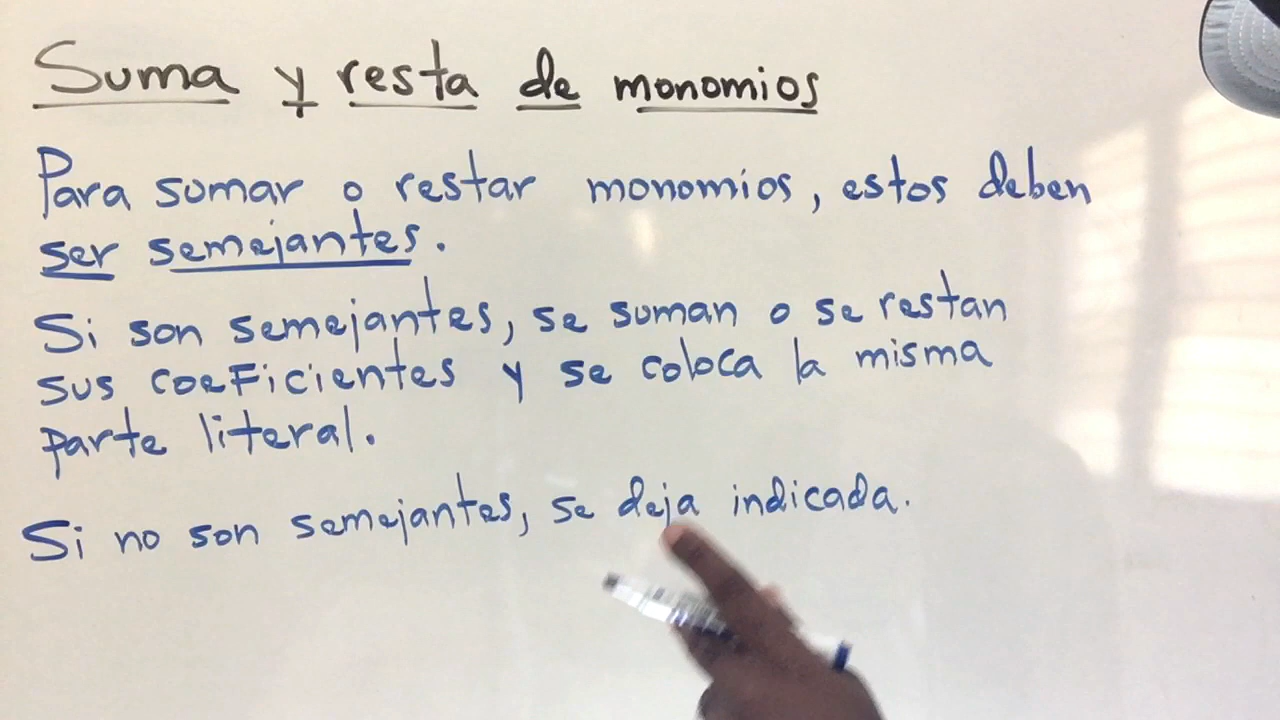 Suma y resta de monomios
Para sumar o restar monomios, estos deben
ser semejantes.
Si son semejantes, se suman o se restan
sus coeficientes y se coloca la misma
parte literal.
Si no son semejantes, se deja indicada.